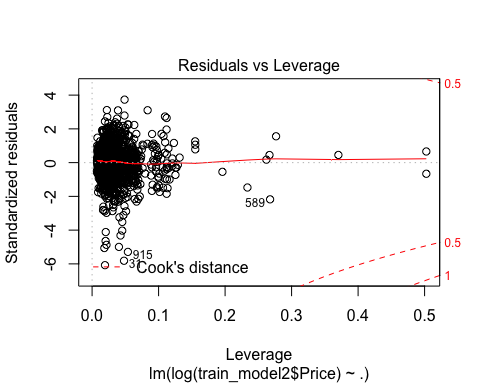 Residuals vs Leverage
Standardized residuals
4
2
0
-2
-4
-6
0.5
0.5
1
589
915
31
Cook's distance
0.0 0.1 0.2 0.3 0.4 0.5
Leverage
lm(log(train_model2$Price) ~ .)